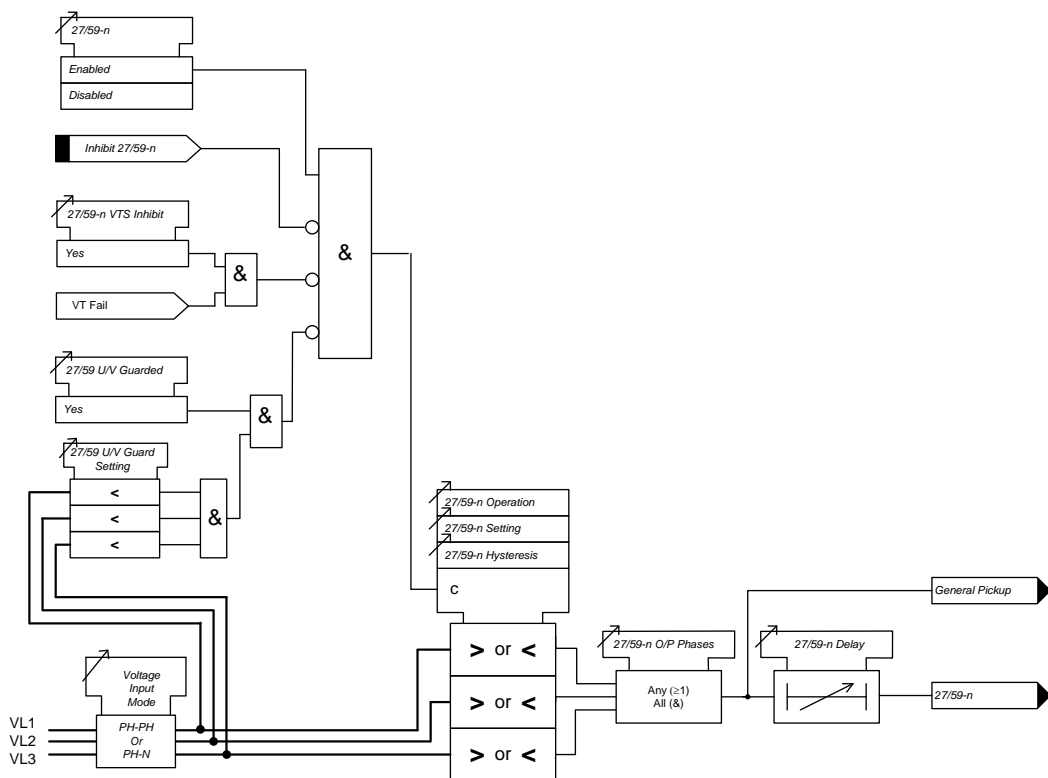 27/59-n
Enabled
Disabled
Inhibit 27/59-n
27/59-n VTS Inhibit
Yes
&
&
VT Fail
27/59 U/V Guarded
Yes
&
27/59 U/V Guard
Setting
<
<
<
&
27/59-n Operation
27/59-n Setting
27/59-n Hysteresis
c
General Pickup
> or <
> or <
> or <
27/59-n O/P Phases
Any (≥1)
All (&)
27/59-n Delay
27/59-n
Voltage
Input
Mode
VL1
VL2
VL3
PH-PH
Or
PH-N